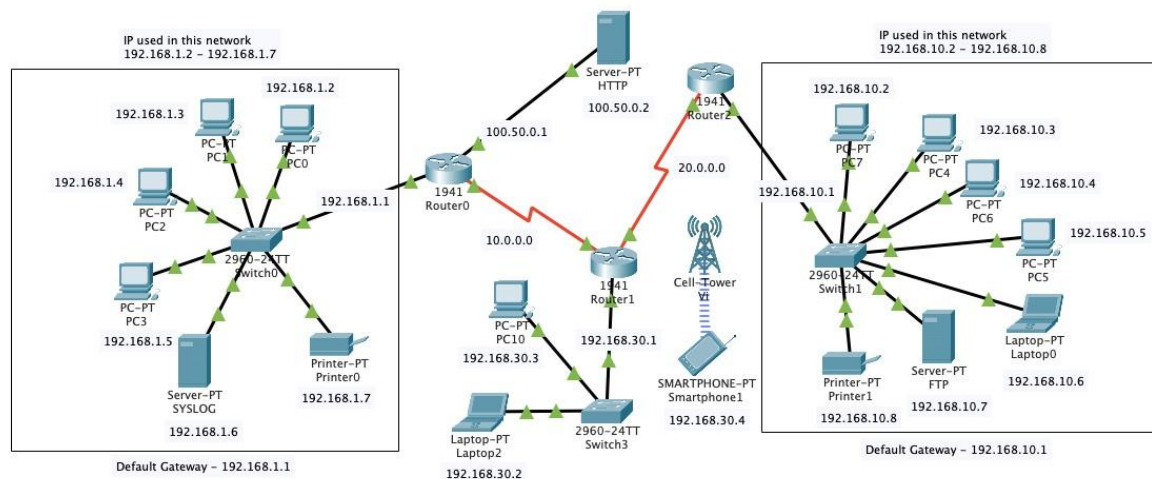 IP used in this network
192.168.1.2 - 192.168.1.7
192.168.1.2
192.168.1.3
PC-PT
PC1
PC-PT
PC0
192.168.1.4
PC-PT
PC2
192.168.1.1
2960-24TT
Switch0
PC-PT
PC3
192.168.1.5
Server-PT
SYSLOG
192.168.1.6
Printer-PT
Printer0
192.168.1.7
Default Gateway - 192.168.1.1
Server-PT
HTTP
100.50.0.2
100.50.0.1
1941
Router0
10.0.0.0
1941
Router2
20.0.0.0
1941
Router1
Cell-Tower
PC-PT
PC10
192.168.30.3
192.168.30.1
SMARTPHONE-PT
Smartphone1
192.168.30.4
Laptop-PT
Laptop2
192.168.30.2
2960-24TT
Switch3
IP used in this network
192.168.10.2 - 192.168.10.8
192.168.10.2
PC-PT
PC7
192.168.10.3
PC-PT
PC4
192.168.10.4
PC-PT
PC6
192.168.10.1
192.168.10.5
PC-PT
PC5
2960-24TT
Switch1
Laptop-PT
Laptop0
192.168.10.6
Server-PT
FTP
192.168.10.7
Printer-PT
Printer1
192.168.10.8
Default Gateway - 192.168.10.1